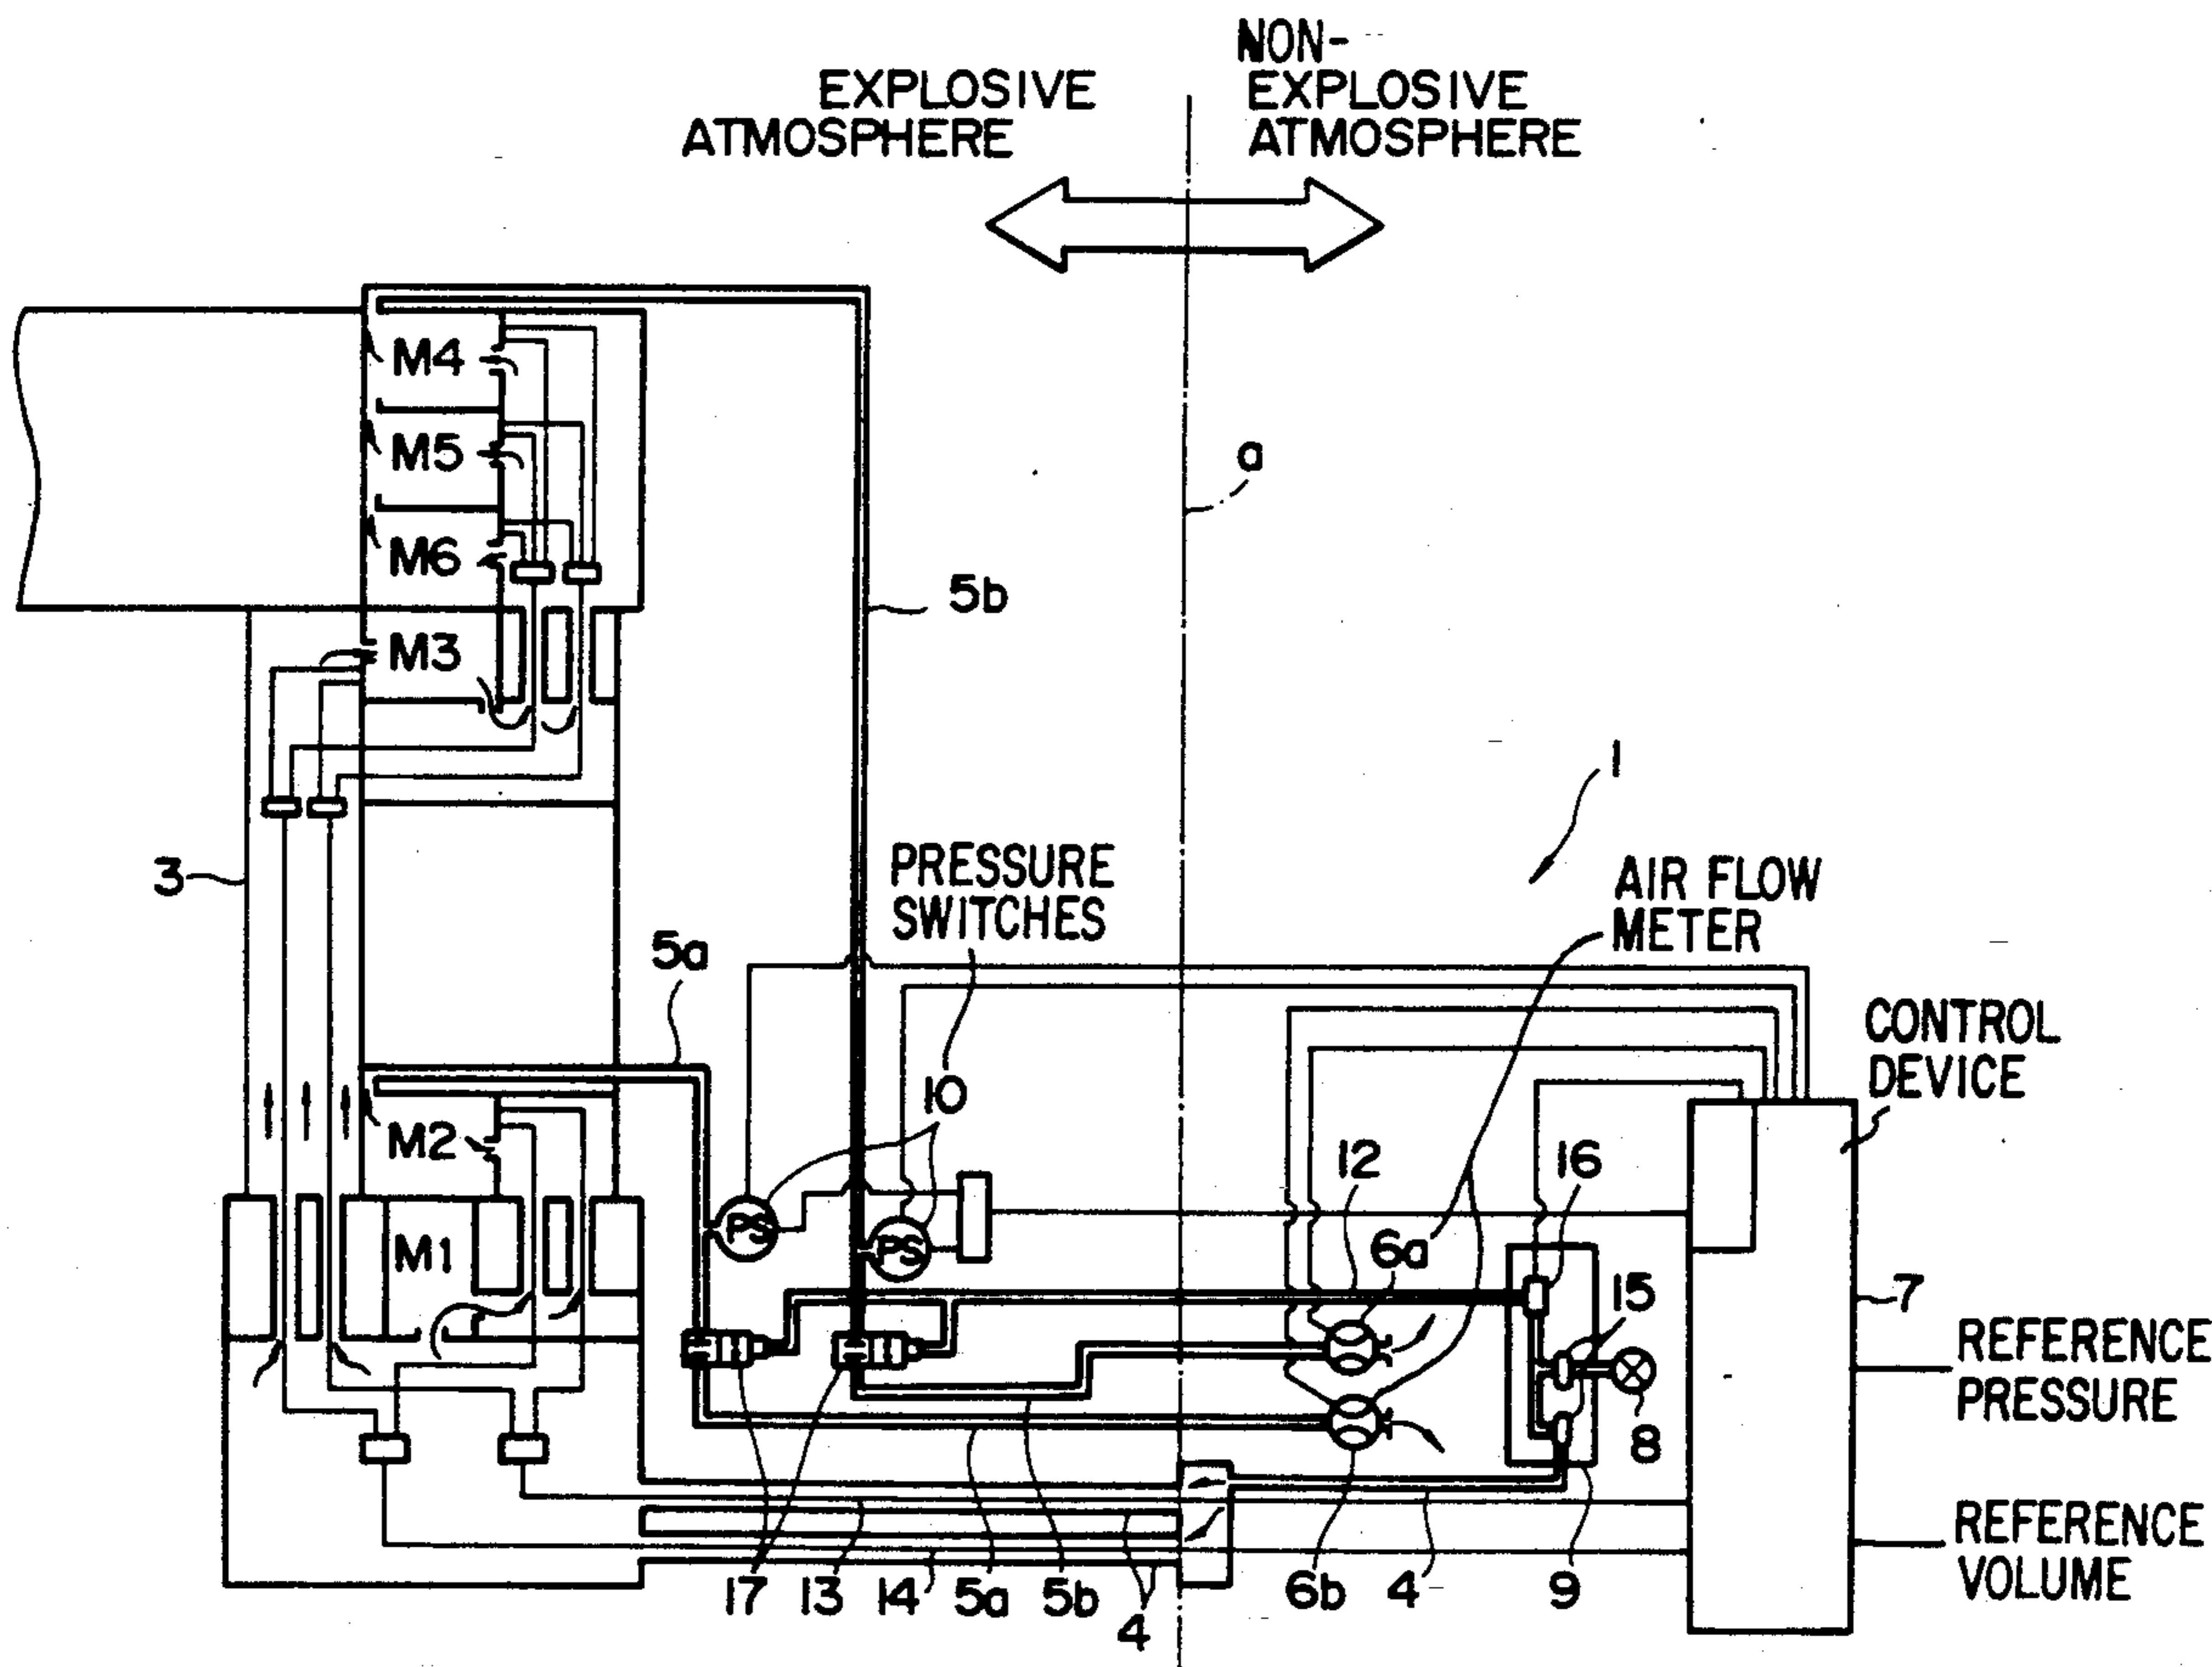 NON-
EXPLOSIVE
ATMOSPHERE
EXPLOSIVE
ATMOSPHERE
M4
M5
a
M6
5b
M3
1
PRESSURE
SWITCHES
3
AIR FLOW
METER
5a
CONTROL
DEVICE
10
M2
12
16
PS
PS
6a
M1
15
7
REFERENCE
PRESSURE
8
REFERENCE
VOLUME
17
13
14
5a
5b
4
6b
4
9